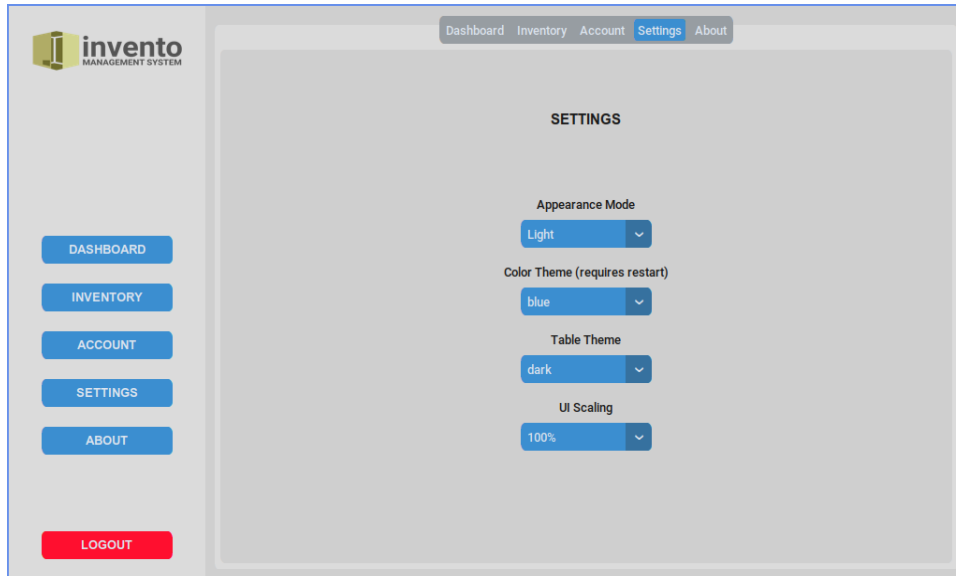 invento
MANAGEMENT SYSTEM
Dashboard Inventory Account Settings About
SETTINGS
Appearance Mode
Light
Color Theme (requires restart)
blue
Table Theme
dark
UI Scaling
100%
DASHBOARD
INVENTORY
ACCOUNT
SETTINGS
ABOUT
LOGOUT